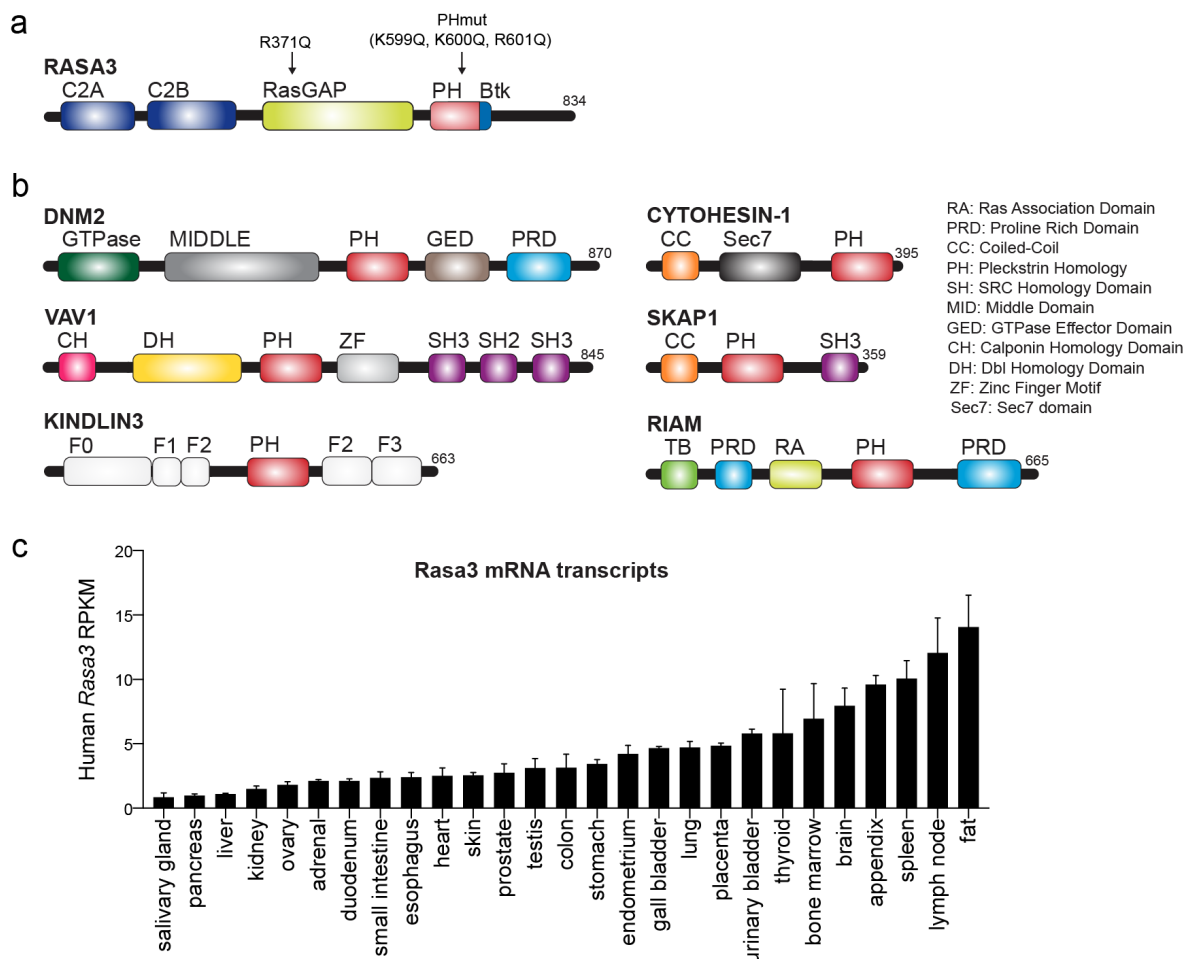 a
PHmut
R371Q
(K599Q, K600Q, R601Q)
RASA3
C2A C2B RasGAP PH Btk
834
b
DNM2
GTPase MIDDLE PH GED PRD
870
VAV1
CH DH PH ZF SH3 SH2 SH3
845
KINDLIN3
F0 F1 F2 PH F2 F3
663
CYTOHESIN-1
CC Sec7 PH
395
SKAP1
CC PH SH3
359
RIAM
TB PRD RA PH PRD
665
RA: Ras Association Domain
PRD: Proline Rich Domain
CC: Coiled-Coil
PH: Pleckstrin Homology
SH: SRC Homology Domain
MID: Middle Domain
GED: GTPase Effector Domain
CH: Calponin Homology Domain
DH: Dbl Homology Domain
ZF: Zinc Finger Motif
Sec7: Sec7 domain
c
Rasa3 mRNA transcripts
Human Rasa3 RPKM
20
15
10
5
0
salivary gland
pancreas
liver
kidney
ovary
adrenal
duodenum
small intestine
esophagus
heart
skin
prostate
testis
colon
stomach
endometrium
gall bladder
lung
placenta
urinary bladder
thyroid
bone marrow
brain
appendix
spleen
lymph node
fat